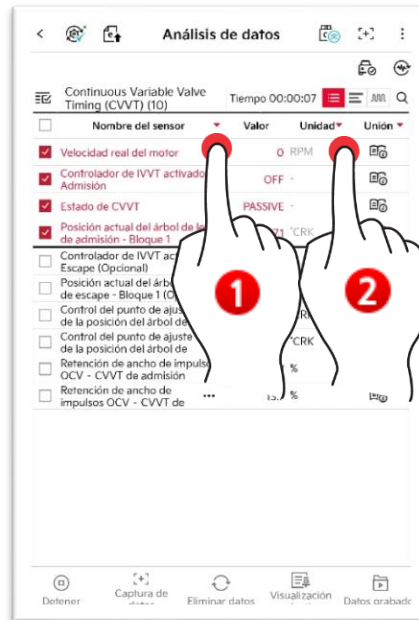 Análisis de datos
Continuous Variable Valve
Timing (CVVT) (10)
Tiempo 00:00:07
Nombre del sensor Valor Unidad Unión
Velocidad real del motor 0 RPM
Controlador de IVVT activado
Admisión OFF -
Estado de CVVT PASSIVE -
Posición actual del árbol de
de admisión - Bloque 1 °CRK
Controlador de IVVT
Escape (Opcional)
Posición actual del
de escape - Bloque 1
Control del punto de
de la posición del árbol de
Control del punto de ajuste
de la posición del árbol de °CRK
Retención de ancho de
OCV - CVVT de admisión %
Retención de ancho de
impulsos OCV - CVVT de ... %
1
2
Detener
Captura de
Eliminar datos
Visualización
Datos grabado